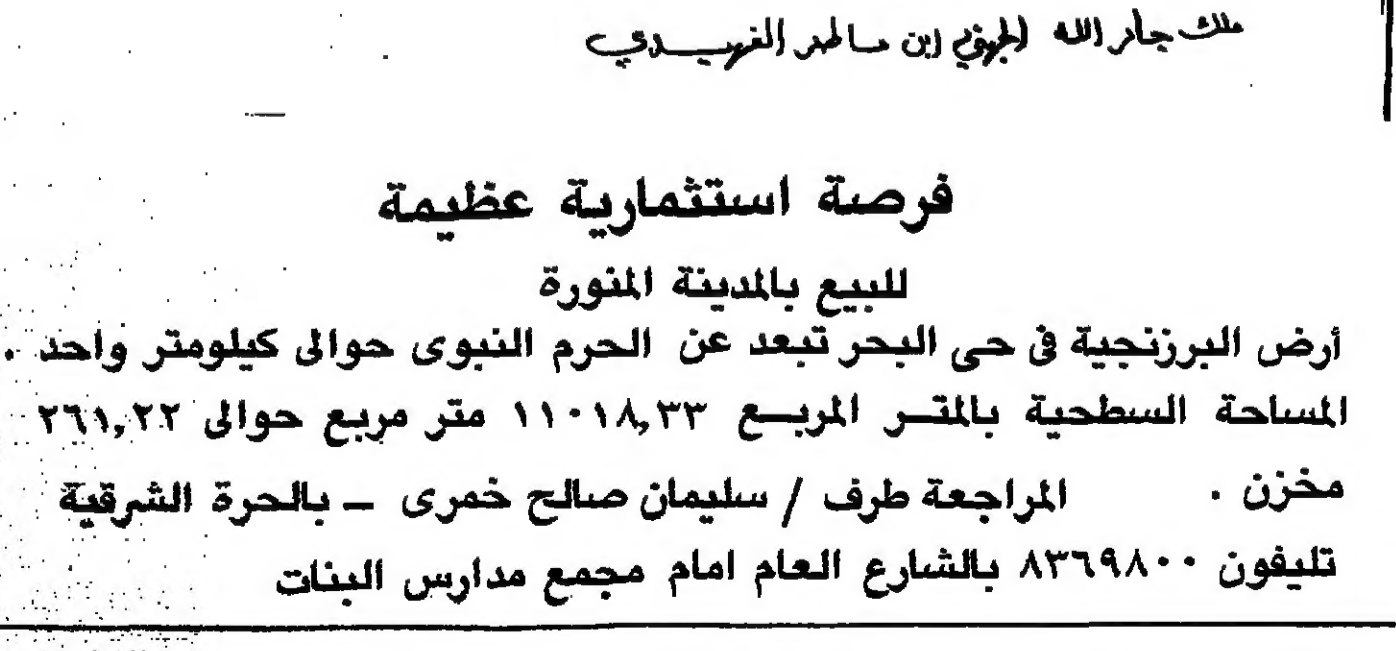 ملك جار الله الجهني ابن سالم الفهيدي
فرصة استثمارية عظيمة
للبيع بالمدينة المنورة
أرض البرزنجية فى حى البحر تبعد عن الحرم النبوى حوالى كيلومتر واحد .
المساحة السطحية بالمتر المربع ١١٠١٨,٣٣ متر مربع حوالى ٢٦١,٢٢
مخزن . المراجعة طرف / سليمان صالح خمرى – بالحرة الشرقية
تليفون ٨٣٦٩٨٠٠ بالشارع العام امام مجمع مدارس البنات